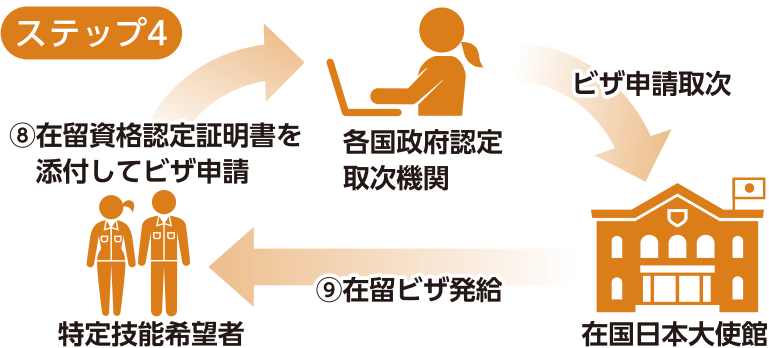 ステップ4
ビザ申請取次
⑧在留資格認定証明書を
添付してビザ申請
各国政府認定
取次機関
⑨在留ビザ発給
特定技能希望者
在国日本大使館